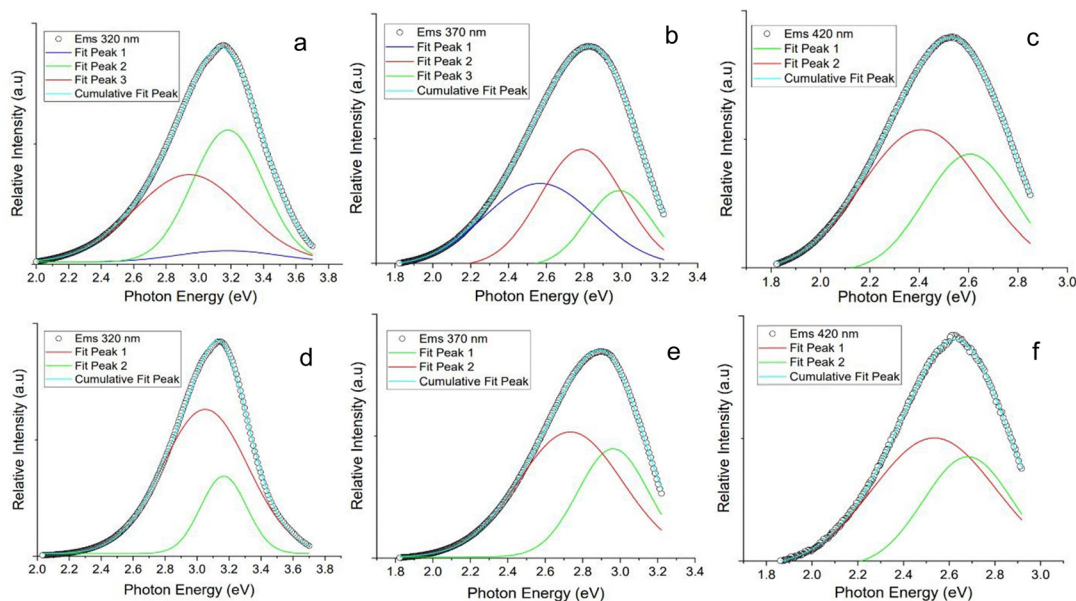 a
Ems 320 nm
Fit Peak 1
Fit Peak 2
Fit Peak 3
Cumulative Fit Peak
Relative Intensity (a.u)
2.0 2.2 2.4 2.6 2.8 3.0 3.2 3.4 3.6 3.8 4.0
Photon Energy (eV)
b
Ems 370 nm
Fit Peak 1
Fit Peak 2
Fit Peak 3
Cumulative Fit Peak
Relative Intensity (a.u)
1.8 2.0 2.2 2.4 2.6 2.8 3.0 3.2 3.4
Photon Energy (eV)
c
Ems 420 nm
Fit Peak 1
Fit Peak 2
Cumulative Fit Peak
Relative Intensity (a.u)
1.8 2.0 2.2 2.4 2.6 2.8 3.0
Photon Energy (eV)
d
Ems 320 nm
Fit Peak 1
Fit Peak 2
Cumulative Fit Peak
Relative Intensity (a.u)
2.0 2.2 2.4 2.6 2.8 3.0 3.2 3.4 3.6 3.8
Photon Energy (eV)
e
Ems 370 nm
Fit Peak 1
Fit Peak 2
Cumulative Fit Peak
Relative Intensity (a.u)
1.8 2.0 2.2 2.4 2.6 2.8 3.0 3.2 3.4
Photon Energy (eV)
f
Ems 420 nm
Fit Peak 1
Fit Peak 2
Cumulative Fit Peak
Relative Intensity (a.u)
1.8 2.0 2.2 2.4 2.6 2.8 3.0
Photon Energy (eV)